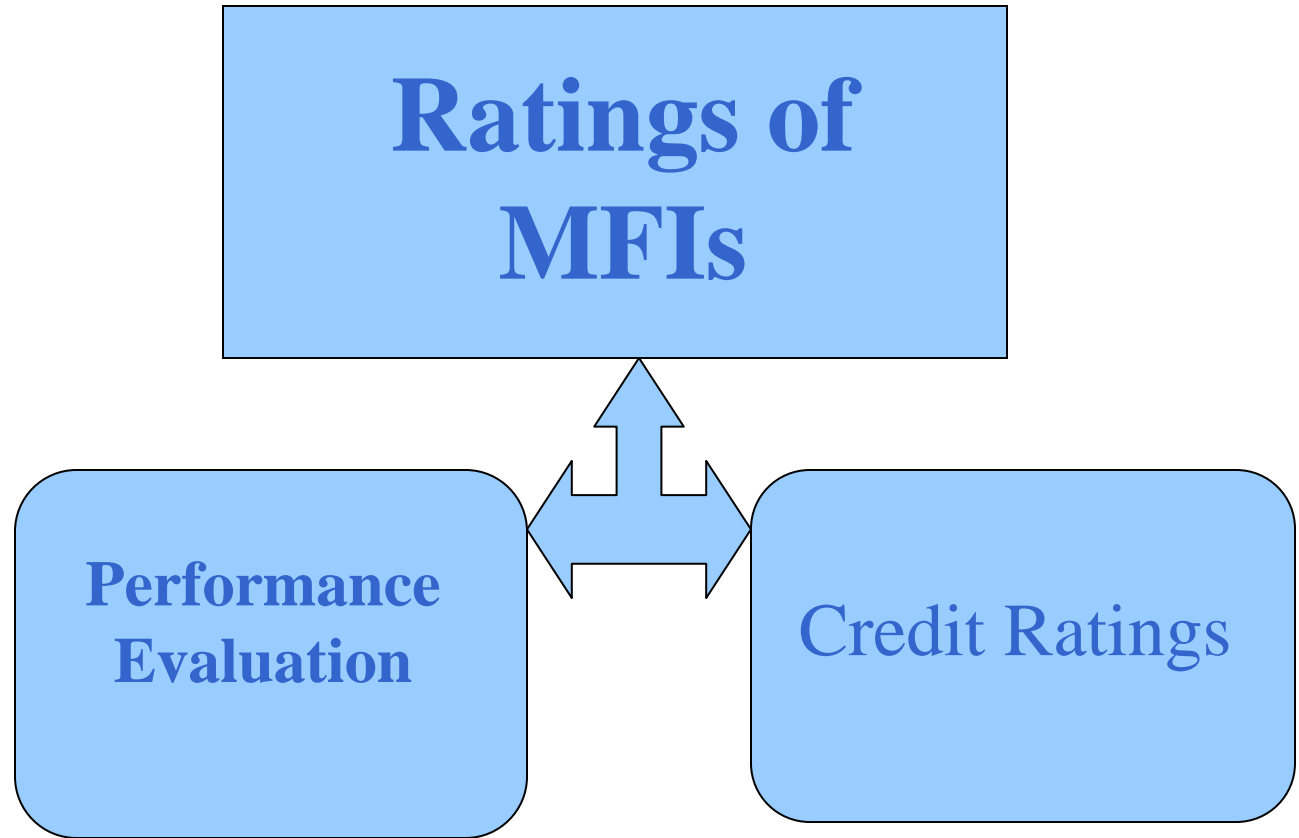 Ratings of
MFIs
Performance
Evaluation
Credit Ratings